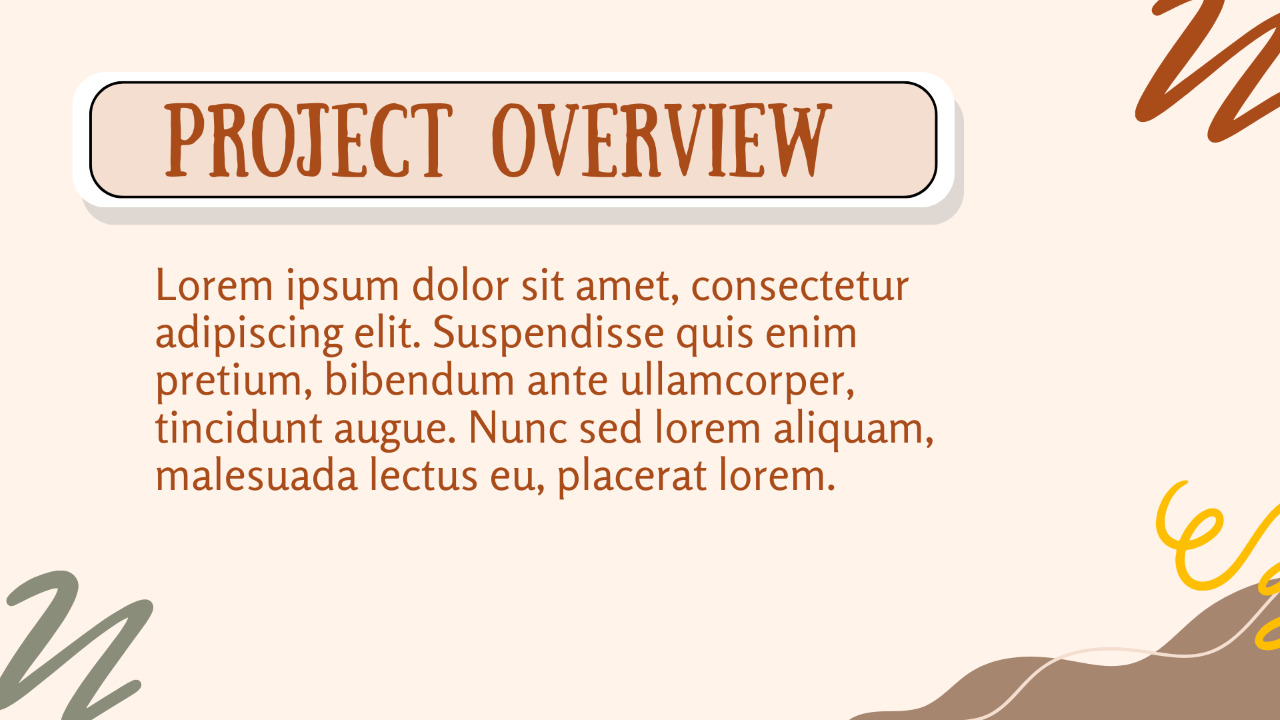 PROJECT OVERVIEW
Lorem ipsum dolor sit amet, consectetur
adipiscing elit. Suspendisse quis enim
pretium, bibendum ante ullamcorper,
tincidunt augue. Nunc sed lorem aliquam,
malesuada lectus eu, placerat lorem.